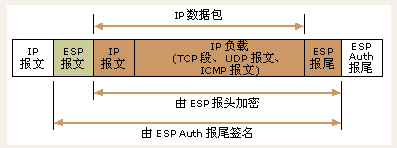 IP 数据包
IP
报文
ESP
报文
IP
报文
IP 负载
(TCP 段、UDP 报文、
ICMP 报文)
ESP
报尾
ESP
Auth
报尾
由 ESP 报头加密
由 ESP Auth 报尾签名